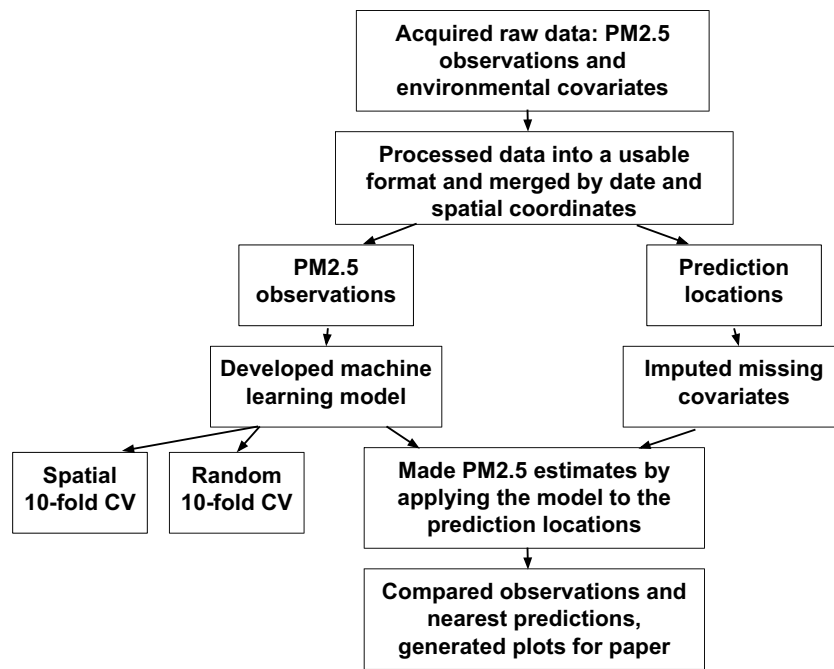 Acquired raw data: PM2.5
observations and
environmental covariates
Processed data into a usable
format and merged by date and
spatial coordinates
PM2.5
observations
Prediction
locations
Developed machine
learning model
Imputed missing
covariates
Spatial
10-fold CV
Random
10-fold CV
Made PM2.5 estimates by
applying the model to the
prediction locations
Compared observations and
nearest predictions,
generated plots for paper